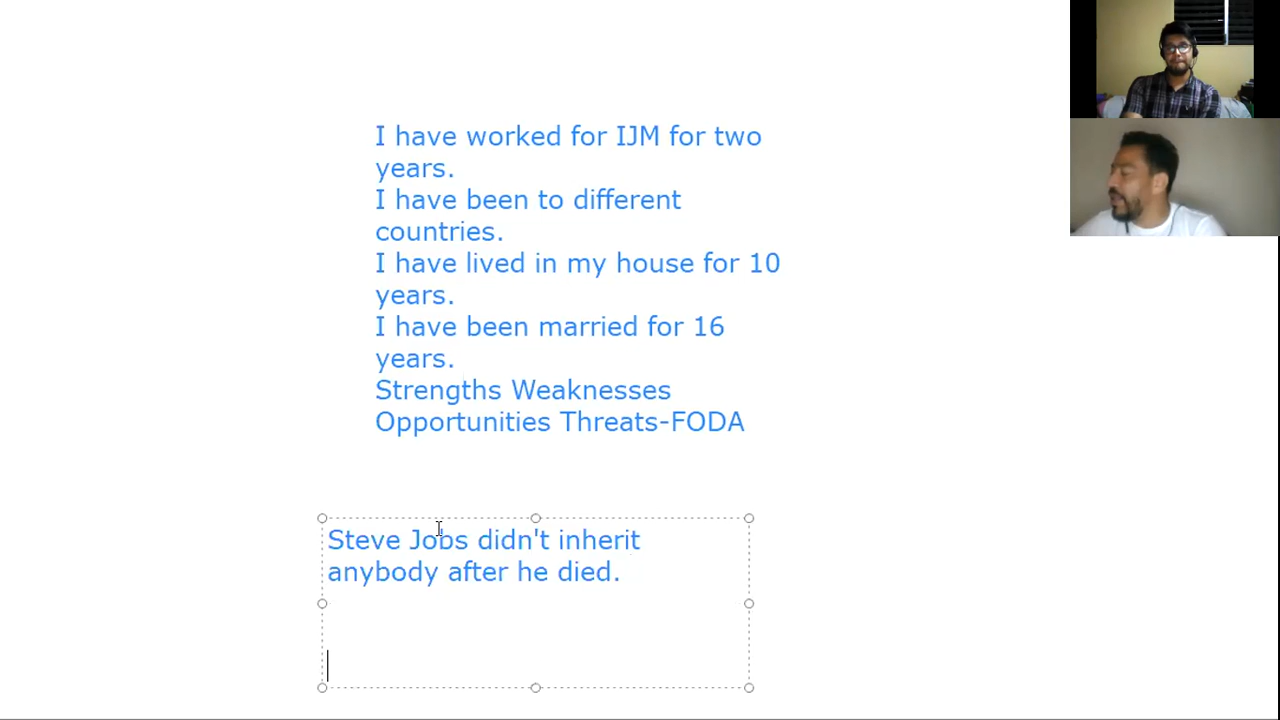 I have worked for IJM for two
years.
I have been to different
countries.
I have lived in my house for 10
years.
I have been married for 16
years.
Strengths Weaknesses
Opportunities Threats-FODA
Steve Jobs didn't inherit
anybody after he died.